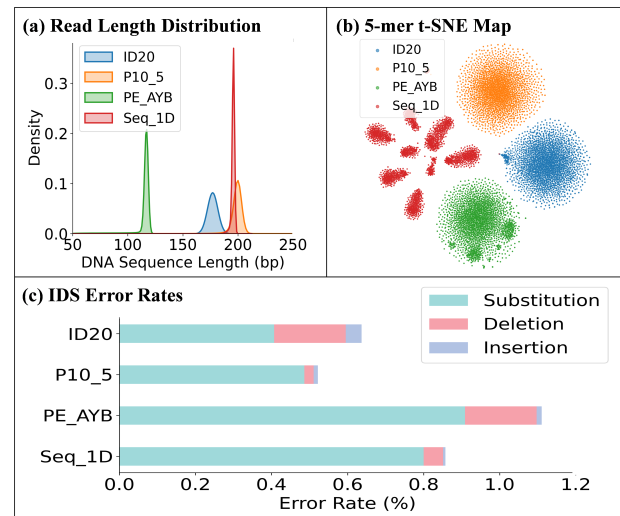 (a) Read Length Distribution
ID20
P10_5
PE_AYB
Seq_1D
Density
0.3
0.2
0.1
0.0
50 100 150 200 250
DNA Sequence Length (bp)
(b) 5-mer t-SNE Map
ID20
P10_5
PE_AYB
Seq_1D
(c) IDS Error Rates
Substitution
Deletion
Insertion
ID20
P10_5
PE_AYB
Seq_1D
0.0 0.2 0.4 0.6 0.8 1.0 1.2
Error Rate (%)